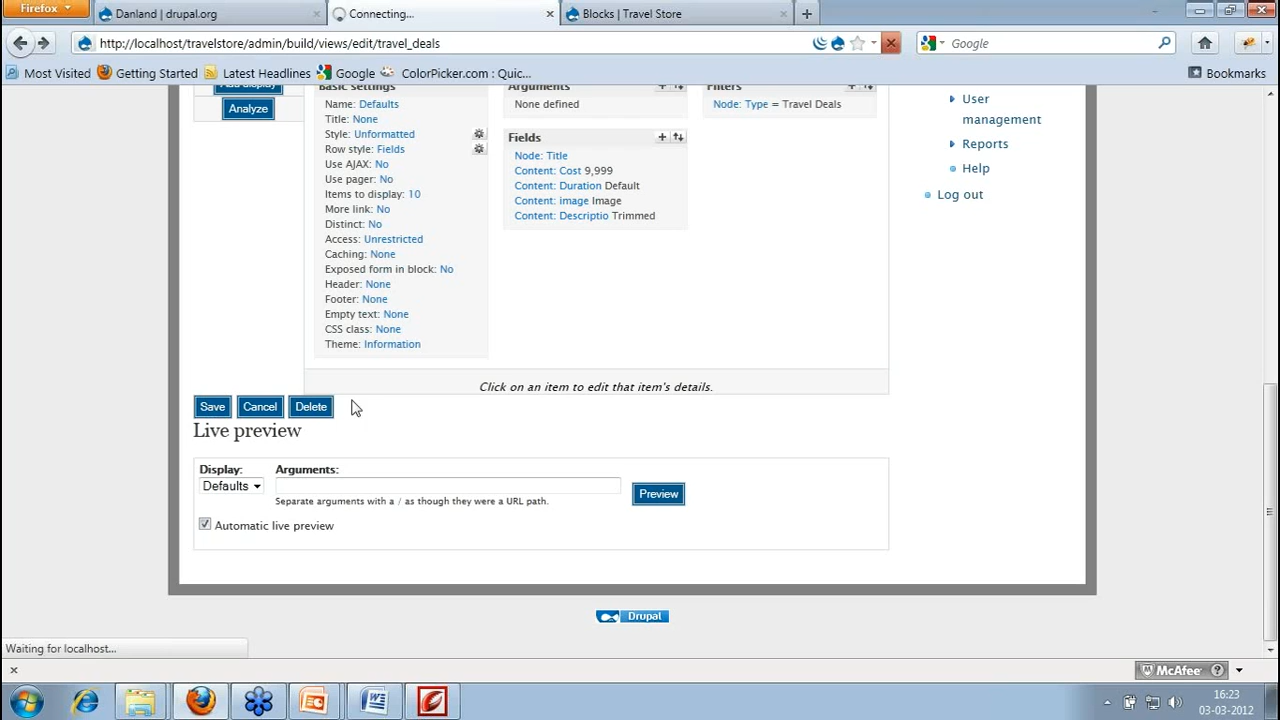 Firefox
Danland | drupal.org
Connecting...
Blocks | Travel Store
http://localhost/travelstore/admin/build/views/edit/travel_deals
Google
Most Visited
Getting Started
Latest Headlines
Google
ColorPicker.com : Quic...
Bookmarks
Add display
Analyze
Basic settings
Name: Defaults
Title: None
Style: Unformatted
Row style: Fields
Use AJAX: No
Use pager: No
Items to display: 10
More link: No
Distinct: No
Access: Unrestricted
Caching: None
Exposed form in block: No
Header: None
Footer: None
Empty text: None
CSS class: None
Theme: Information
Arguments
None defined
Fields
Node: Title
Content: Cost 9,999
Content: Duration Default
Content: image Image
Content: Descriptio Trimmed
Filters
Node: Type = Travel Deals
User
management
Reports
Help
Log out
Click on an item to edit that item's details.
Save
Cancel
Delete
Live preview
Display:
Defaults
Arguments:
Separate arguments with a / as though they were a URL path.
Preview
Automatic live preview
Drupal
Waiting for localhost...
McAfee
16:23
03-03-2012